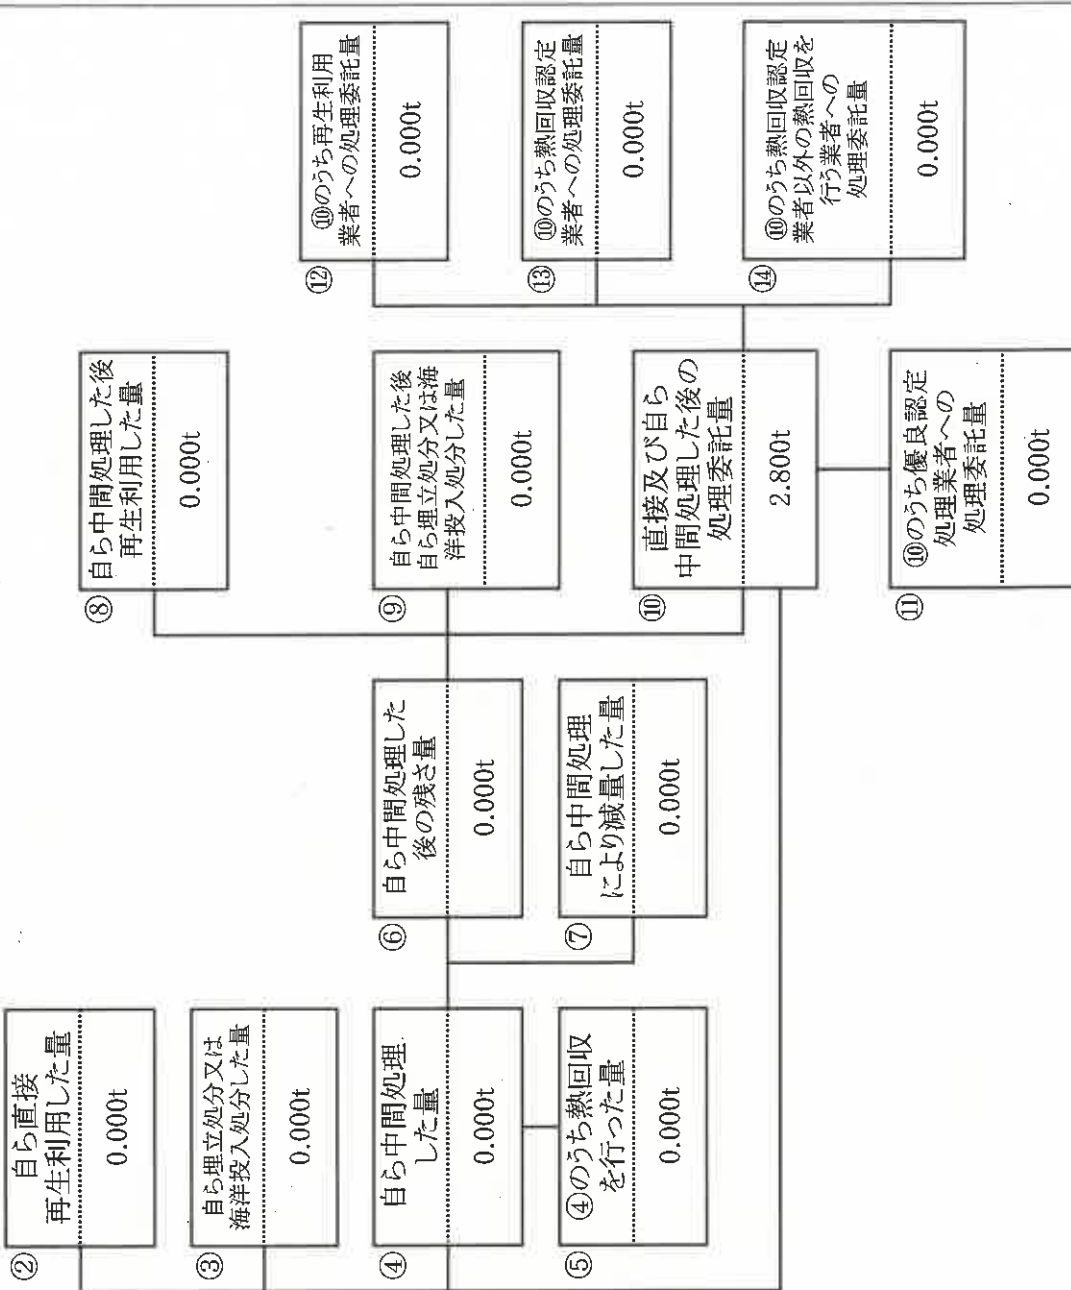 ②
自ら直接
再生利用した量
0.000t
③
自ら埋立処分又は
海洋投入処分した量
0.000t
④
自ら中間処理
した量
0.000t
⑤
④のうち熱回収
を行った量
0.000t
⑥
自ら中間処理した
後の残さ量
0.000t
⑦
自ら中間処理
により減量した量
0.000t
⑧
自ら中間処理した後
再生利用した量
0.000t
⑨
自ら中間処理した後
自ら埋立処分又は海
洋投入処分した量
0.000t
⑩
直接及び自ら
中間処理した後の
処理委託量
2.800t
⑪
⑩のうち優良認定
処理業者への
処理委託量
0.000t
⑫
⑩のうち再生利用
業者への処理委託量
0.000t
⑬
⑩のうち熱回収認定
業者への処理委託量
0.000t
⑭
⑩のうち熱回収認定
業者以外の熱回収を
行う業者への
処理委託量
0.000t